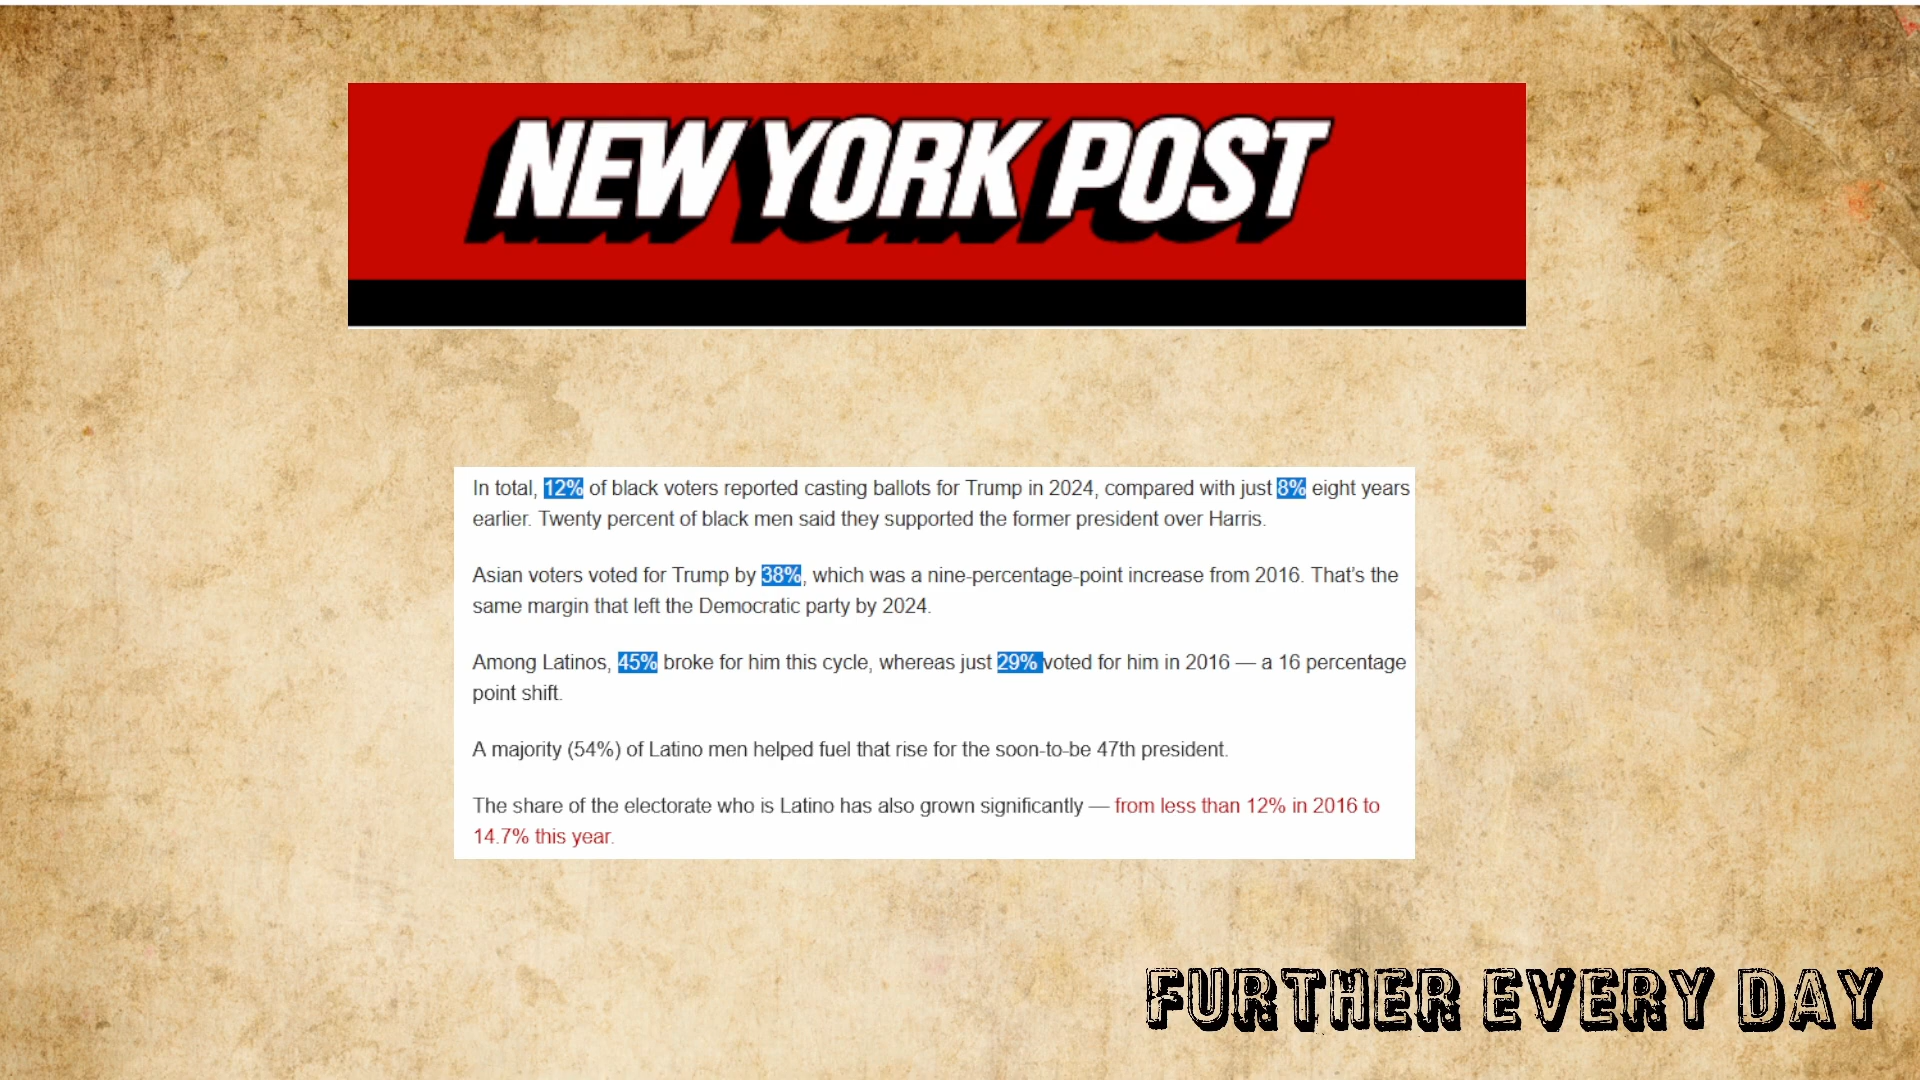 NEW YORK POST
In total, 12% of black voters reported casting ballots for Trump in 2024, compared with just 8% eight years
earlier. Twenty percent of black men said they supported the former president over Harris.
Asian voters voted for Trump by 38%, which was a nine-percentage-point increase from 2016. That's the
same margin that left the Democratic party by 2024.
Among Latinos, 45% broke for him this cycle, whereas just 29% voted for him in 2016 — a 16 percentage
point shift.
A majority (54%) of Latino men helped fuel that rise for the soon-to-be 47th president.
The share of the electorate who is Latino has also grown significantly — from less than 12% in 2016 to
14.7% this year.
FURTHER EVERY DAY